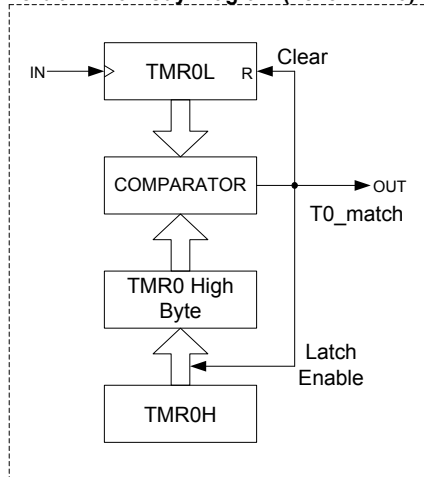 IN
TMR0L
R
Clear
COMPARATOR
OUT
T0_match
TMR0 High
Byte
Latch
Enable
TMR0H